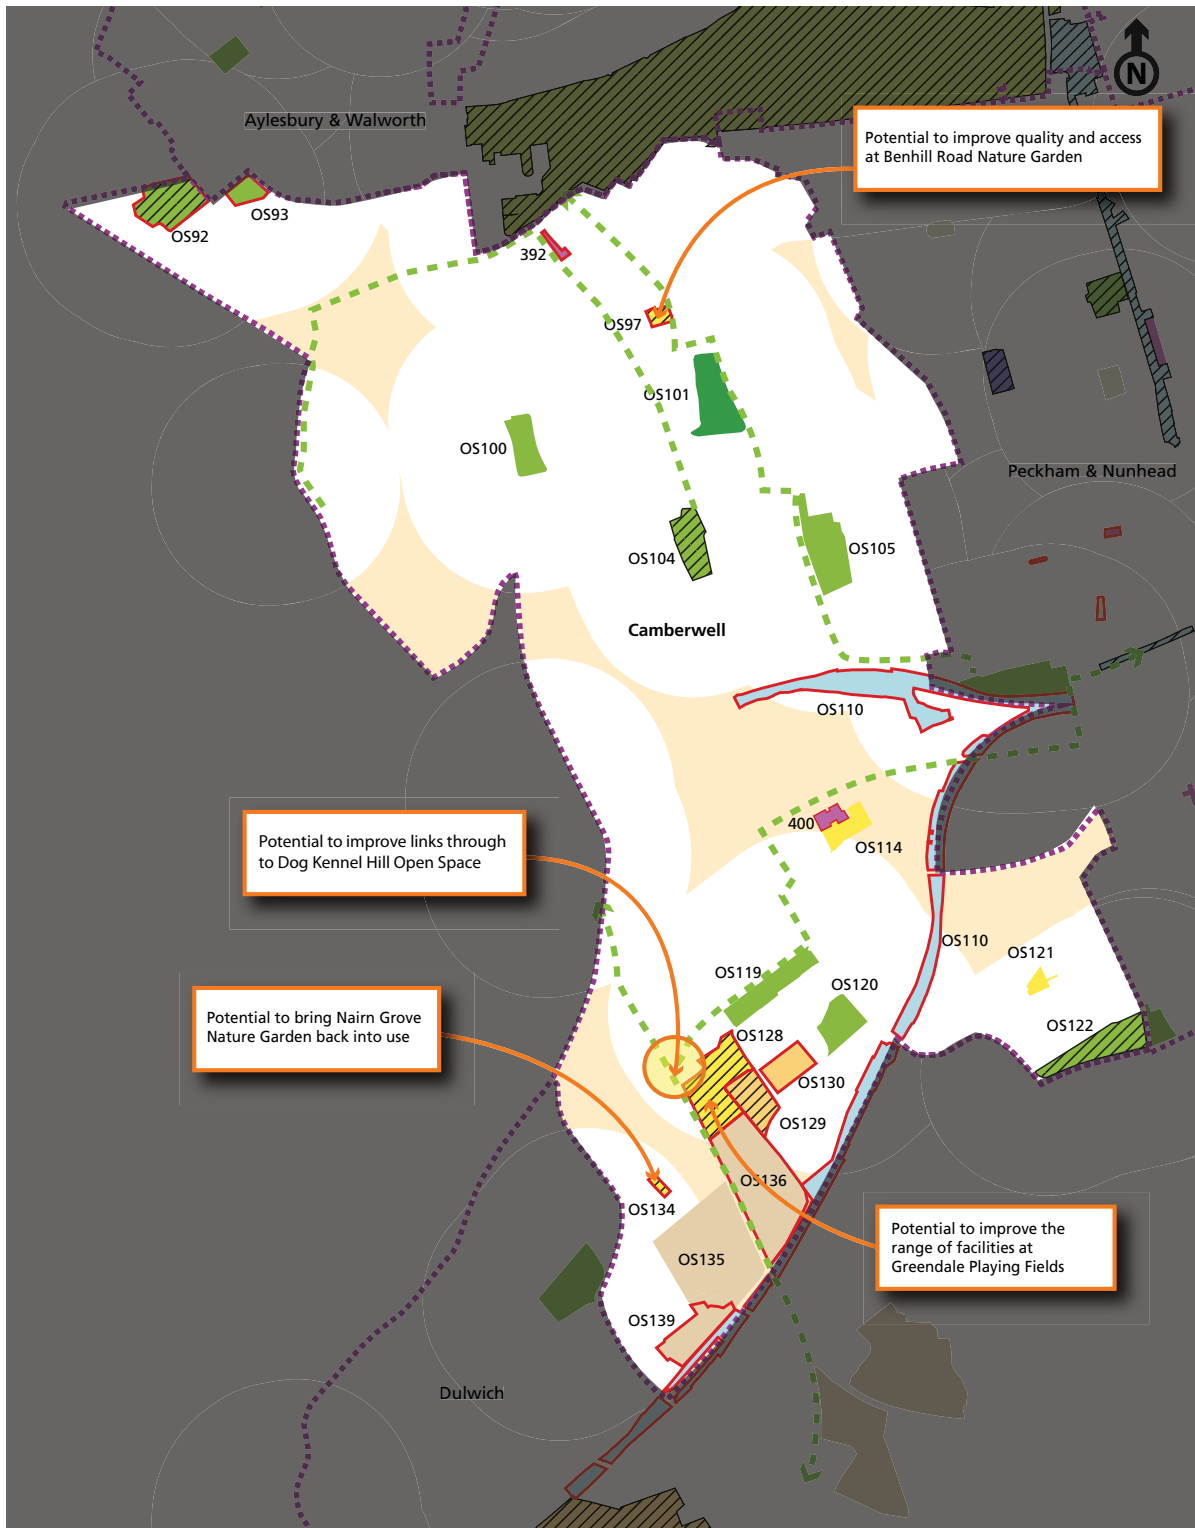 N
Aylesbury & Walworth
Potential to improve quality and access
at Benhill Road Nature Garden
OS93
OS92
392
OS97
OS101
OS100
Peckham & Nunhead
OS104
OS105
Camberwell
OS110
400
OS114
Potential to improve links through
to Dog Kennel Hill Open Space
OS110
OS121
OS119
OS120
Potential to bring Nairn Grove
Nature Garden back into use
OS122
OS128
OS130
OS129
OS136
OS134
Potential to improve the
range of facilities at
Greendale Playing Fields
OS135
OS139
Dulwich